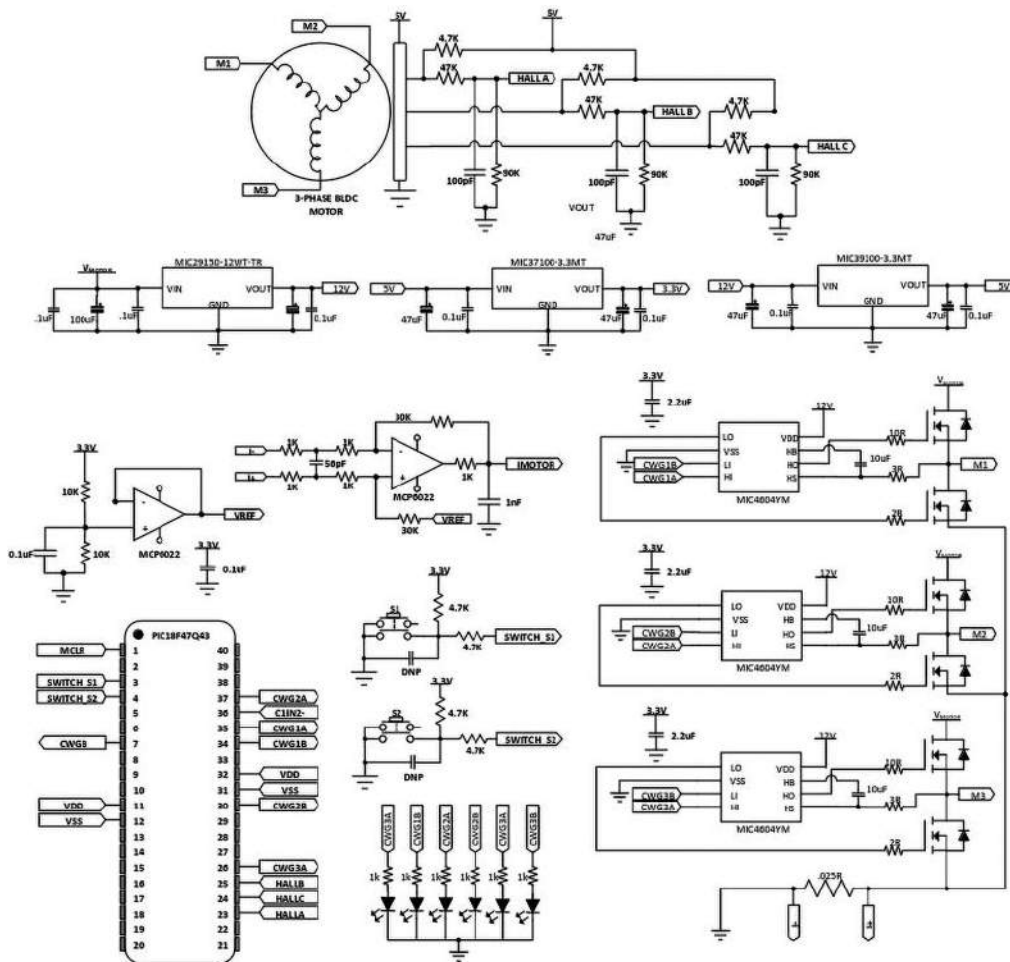 M2
M1
M3
3-PHASE BLDC
MOTOR
5V
4.7K
47K
HALL A
5V
4.7K
47K
HALL B
4.7K
47K
HALL C
100pF
90K
100pF
90K
100pF
90K
VOUT
47uF
MIC29150-12WT-TR
VIN
VOUT
GND
12V
.1uF
100uF
.1uF
0.1uF
MIC37100-3.3MT
5V
VIN
VOUT
GND
3.3V
47uF
0.1uF
47uF
0.1uF
MIC39100-3.3MT
12V
VIN
VOUT
GND
5V
47uF
0.1uF
47uF
0.1uF
3.3V
10K
10K
0.1uF
-
+
MCP6022
VREF
3.3V
0.1uF
30K
1K
1K
1K
1K
-
+
MCP6022
1K
IMOTOR
1nF
30K
VREF
3.3V
2.2uF
12V
LO
VSS
LI
HI
VDD
HB
HO
HS
CWG1B
CWG1A
MIC4604YM
10R
10uF
3R
2R
M1
3.3V
2.2uF
12V
LO
VSS
LI
HI
VDD
HB
HO
HS
CWG2B
CWG2A
MIC4604YM
10R
10uF
3R
2R
M2
3.3V
2.2uF
12V
LO
VSS
LI
HI
VDD
HB
HO
HS
CWG3B
CWG3A
MIC4604YM
10R
10uF
3R
2R
M3
.025R
3.3V
S1
4.7K
4.7K
SWITCH_S1
DNP
3.3V
S2
4.7K
4.7K
SWITCH_S2
DNP
PIC18F47Q43
MCLR 1 40
2 39
SWITCH_S1 3 38
SWITCH_S2 4 37 CWG2A
5 36 C1IN2-
6 35 CWG1A
7 34 CWG1B
8 33
9 32 VDD
10 31 VSS
VDD 11 30 CWG2B
VSS 12 29
13 28
14 27
15 26 CWG3A
16 25 HALLB
17 24 HALLC
18 23 HALLA
19 22
20 21
CWG3A
CWG1B
CWG2A
CWG2B
CWG3A
CWG3B
1k
1k
1k
1k
1k
1k